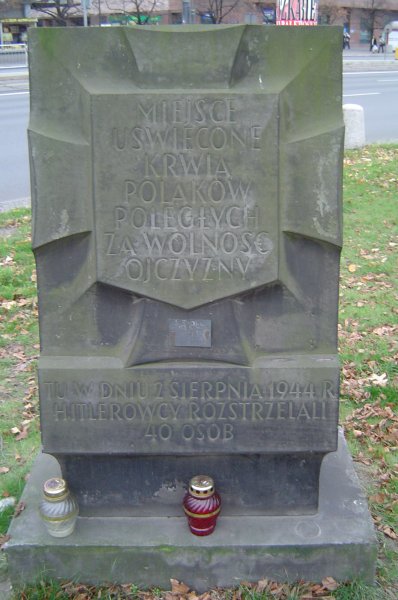 MIEJSCE
UŚWIĘCONE
KRWIĄ
POLAKÓW
POLEGŁYCH
ZA WOLNOŚĆ
OJCZYZNY
TU W DNIU 2 SIERPNIA 1944 R
HITLEROWCY ROZSTRZELALI
40 OSÓB